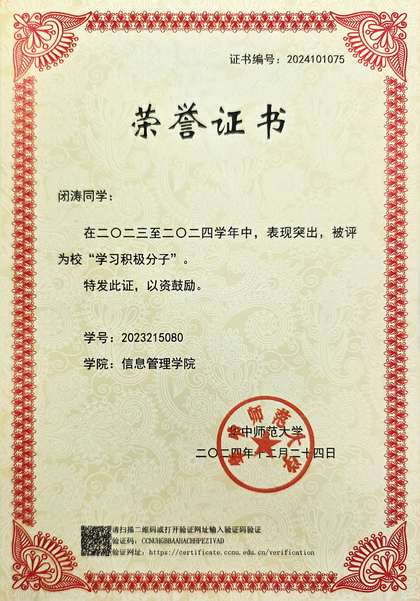 证书编号：2024101075
荣誉证书
闭涛同学：
在二〇二三至二〇二四学年中，表现突出，被评
为校“学习积极分子”。
特发此证，以资鼓励。
学号：2023215080
学院：信息管理学院
华中师范大学
二〇二四年十二月二十四日
请扫描二维码或打开验证网址输入验证码验证
验证码：CCNUHGBBAAHACHHPEZIVAD
验证网址：https://certificate.ccnu.edu.cn/verification